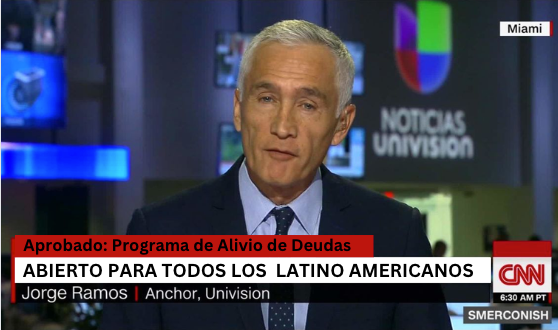 Miami
NOTICIAS
UNIVISION
Aprobado: Programa de Alivio de Deudas
ABIERTO PARA TODOS LOS LATINO AMERICANOS
Jorge Ramos | Anchor, Univision
CNN
6:30 AM PT
SMERCONISH